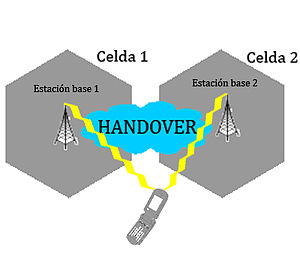 Celda 1
Celda 2
Estación base 1
Estación base 2
HANDOVER